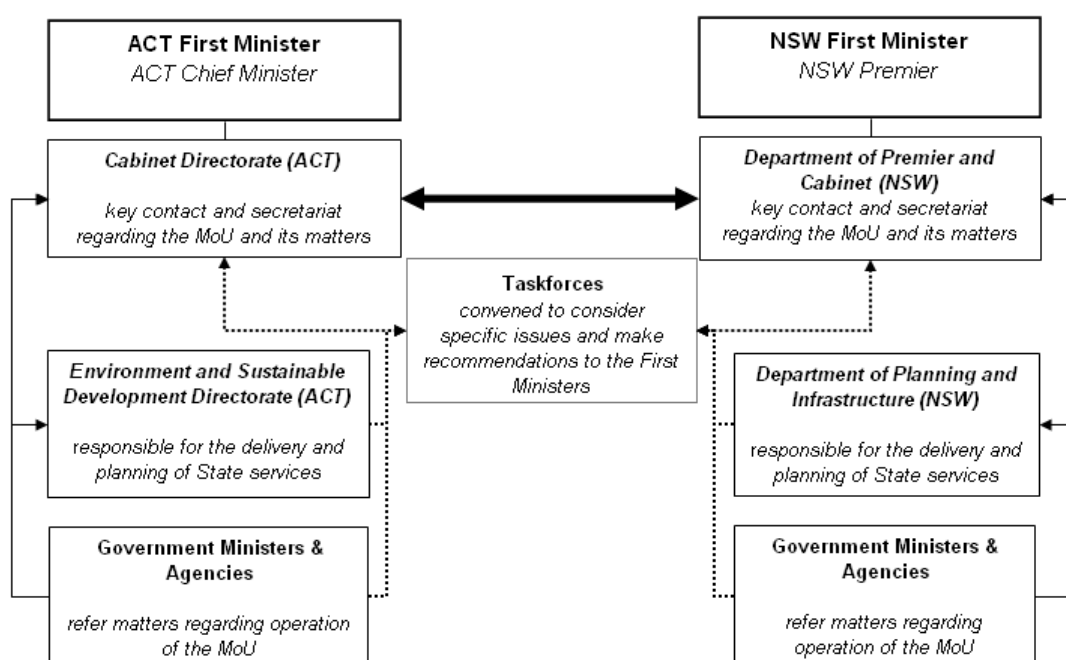 ACT First Minister
ACT Chief Minister
NSW First Minister
NSW Premier
Cabinet Directorate (ACT)
key contact and secretariat
regarding the MoU and its matters
Department of Premier and
Cabinet (NSW)
key contact and secretariat
regarding the MoU and its matters
Taskforces
convened to consider
specific issues and make
recommendations to the First
Ministers
Environment and Sustainable
Development Directorate (ACT)
responsible for the delivery and
planning of State services
Department of Planning and
Infrastructure (NSW)
responsible for the delivery and
planning of State services
Government Ministers &
Agencies
refer matters regarding operation
of the MoU
Government Ministers &
Agencies
refer matters regarding
operation of the MoU